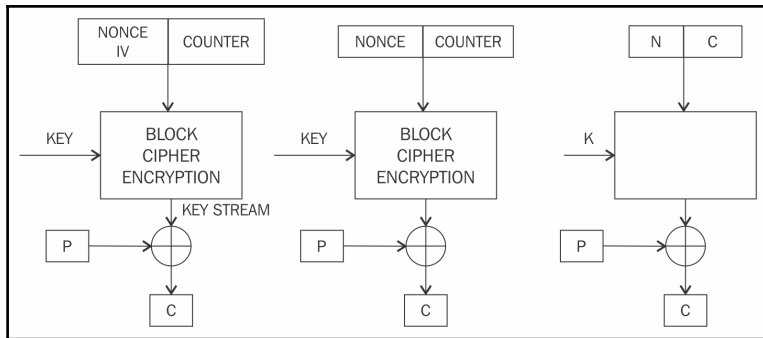 NONCE
IV
COUNTER
KEY
BLOCK
CIPHER
ENCRYPTION
KEY STREAM
P
C
NONCE
COUNTER
KEY
BLOCK
CIPHER
ENCRYPTION
P
C
N
C
K
P
C